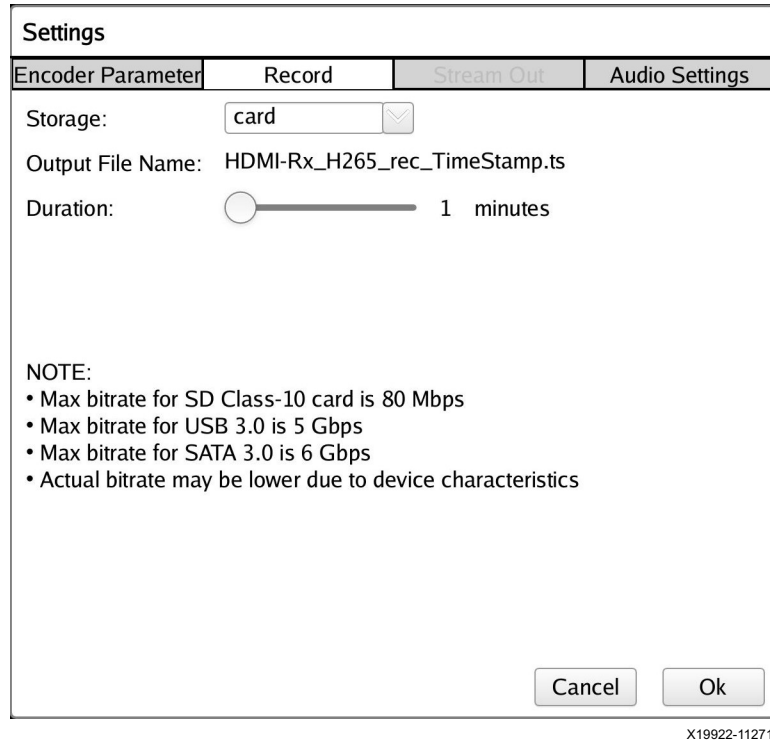 Settings
Encoder Parameter Record Stream Out Audio Settings
Storage: card
Output File Name: HDMI-Rx_H265_rec_TimeStamp.ts
Duration: 1 minutes
NOTE:
• Max bitrate for SD Class-10 card is 80 Mbps
• Max bitrate for USB 3.0 is 5 Gbps
• Max bitrate for SATA 3.0 is 6 Gbps
• Actual bitrate may be lower due to device characteristics
Cancel Ok
X19922-11271